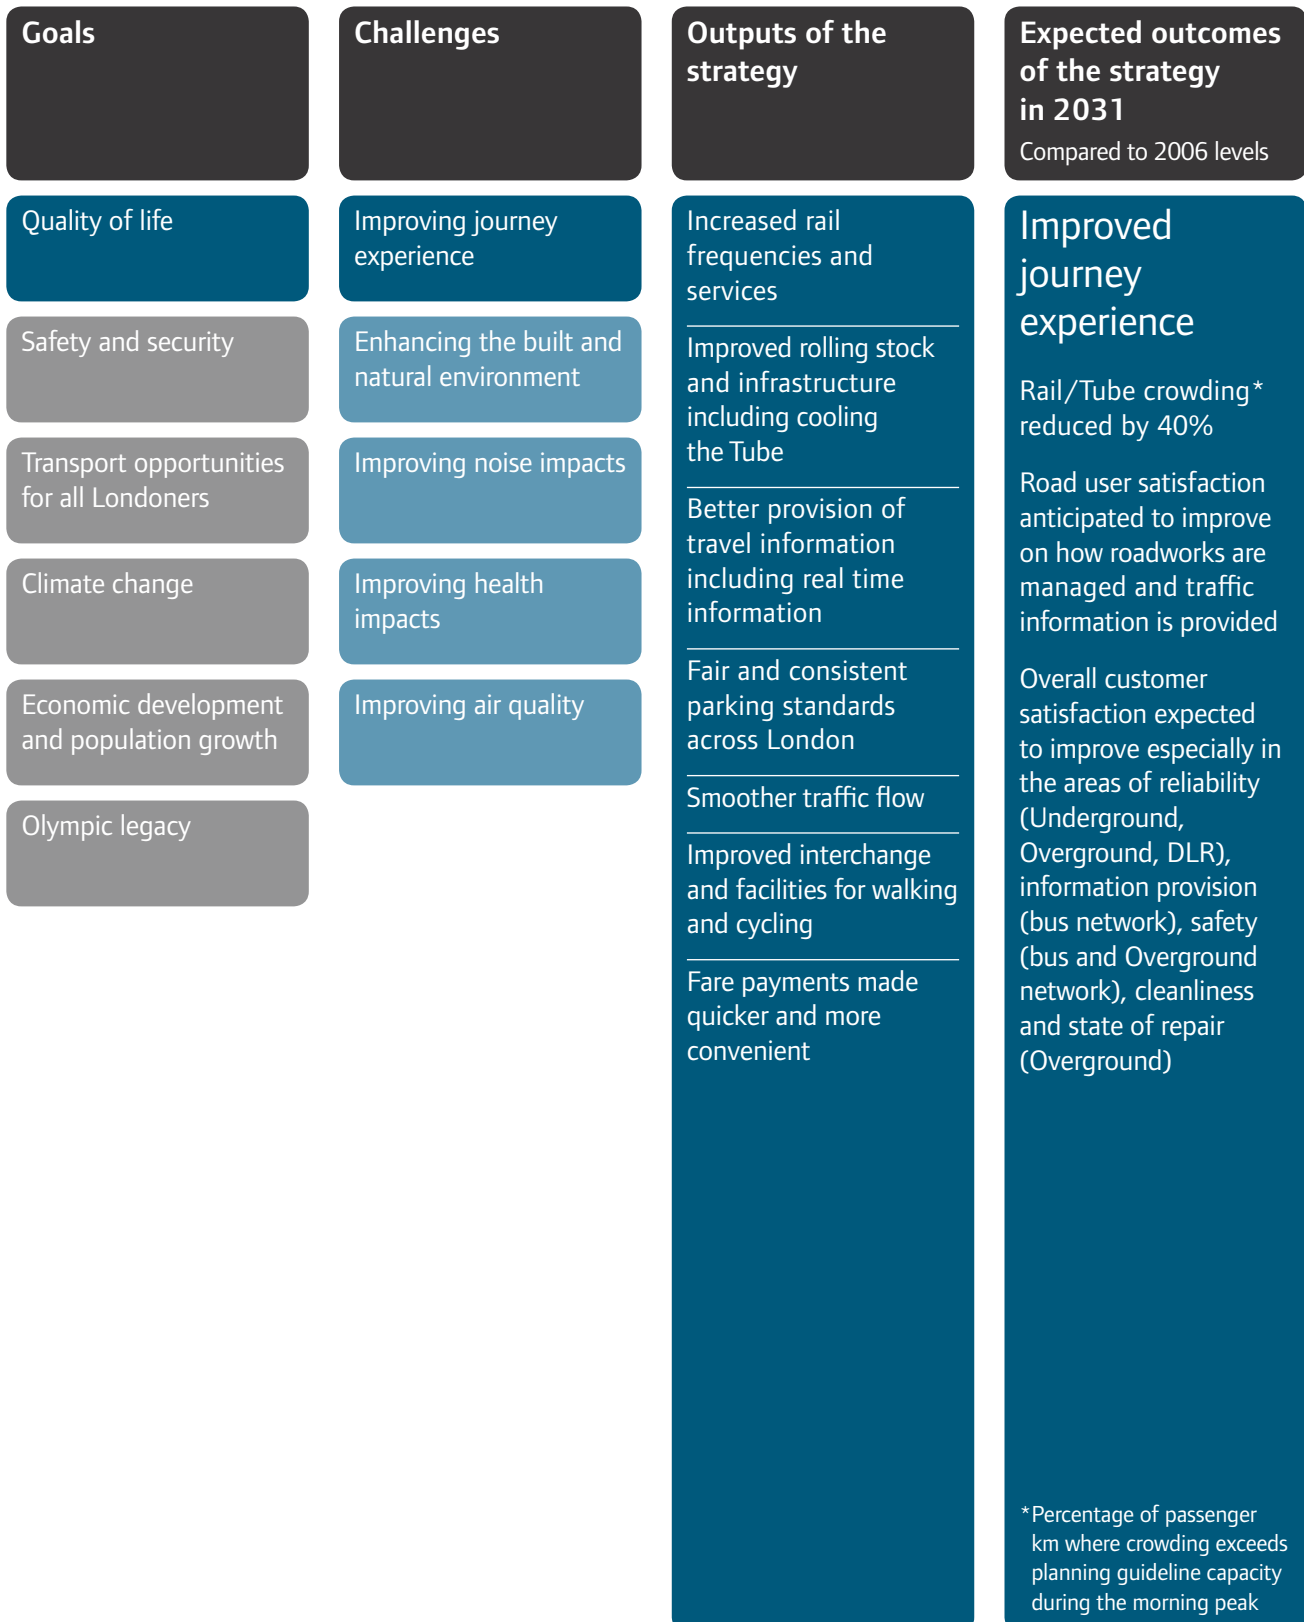 Goals
Quality of life
Safety and security
Transport opportunities
for all Londoners
Climate change
Economic development
and population growth
Olympic legacy
Challenges
Improving journey
experience
Enhancing the built and
natural environment
Improving noise impacts
Improving health
impacts
Improving air quality
Outputs of the
strategy
Increased rail
frequencies and
services
Improved rolling stock
and infrastructure
including cooling
the Tube
Better provision of
travel information
including real time
information
Fair and consistent
parking standards
across London
Smoother traffic flow
Improved interchange
and facilities for walking
and cycling
Fare payments made
quicker and more
convenient
Expected outcomes
of the strategy
in 2031
Compared to 2006 levels
Improved
journey
experience
Rail/Tube crowding*
reduced by 40%
Road user satisfaction
anticipated to improve
on how roadworks are
managed and traffic
information is provided
Overall customer
satisfaction expected
to improve especially in
the areas of reliability
(Underground,
Overground, DLR),
information provision
(bus network), safety
(bus and Overground
network), cleanliness
and state of repair
(Overground)
*Percentage of passenger
km where crowding exceeds
planning guideline capacity
during the morning peak